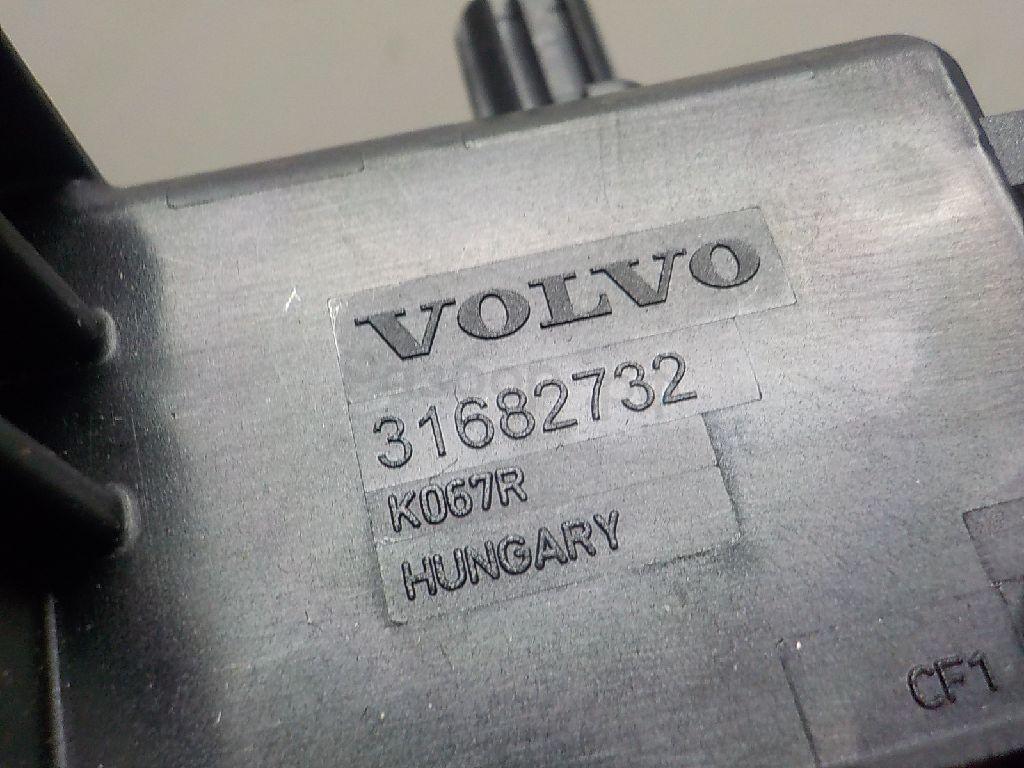 VOLVO
31682732
K067R
HUNGARY
CF1